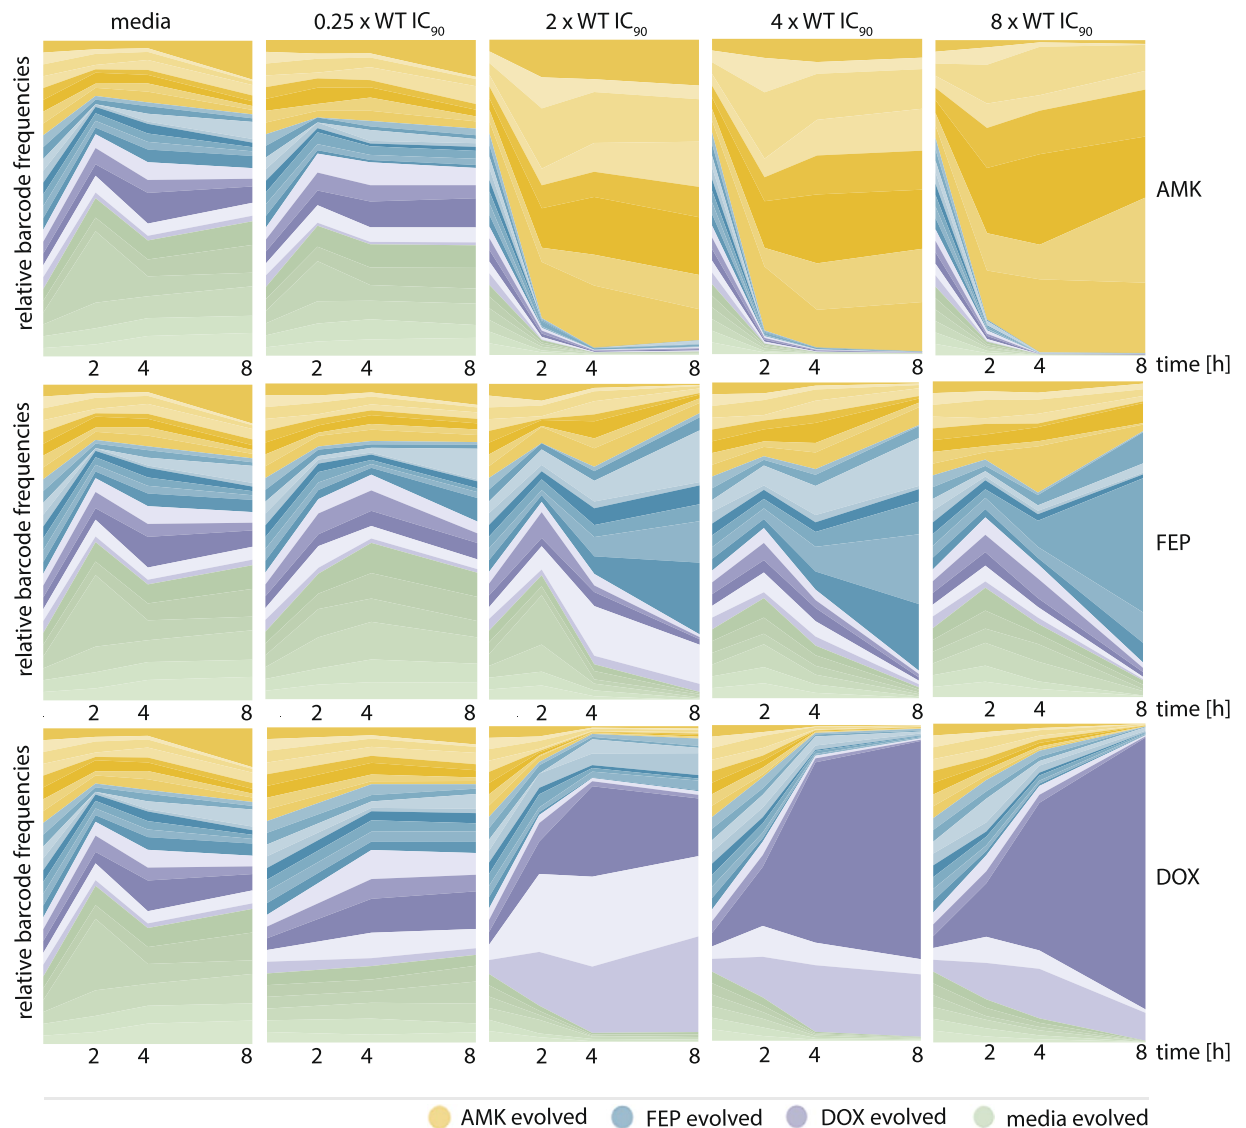 media 0.25 x WT IC90 2 x WT IC90 4 x WT IC90 8 x WT IC90
relative barcode frequencies
AMK
2 4 8 2 4 8 2 4 8 2 4 8 2 4 8 time [h]
relative barcode frequencies
FEP
2 4 8 2 4 8 2 4 8 2 4 8 2 4 8 time [h]
relative barcode frequencies
DOX
2 4 8 2 4 8 2 4 8 2 4 8 2 4 8 time [h]
AMK evolved FEP evolved DOX evolved media evolved